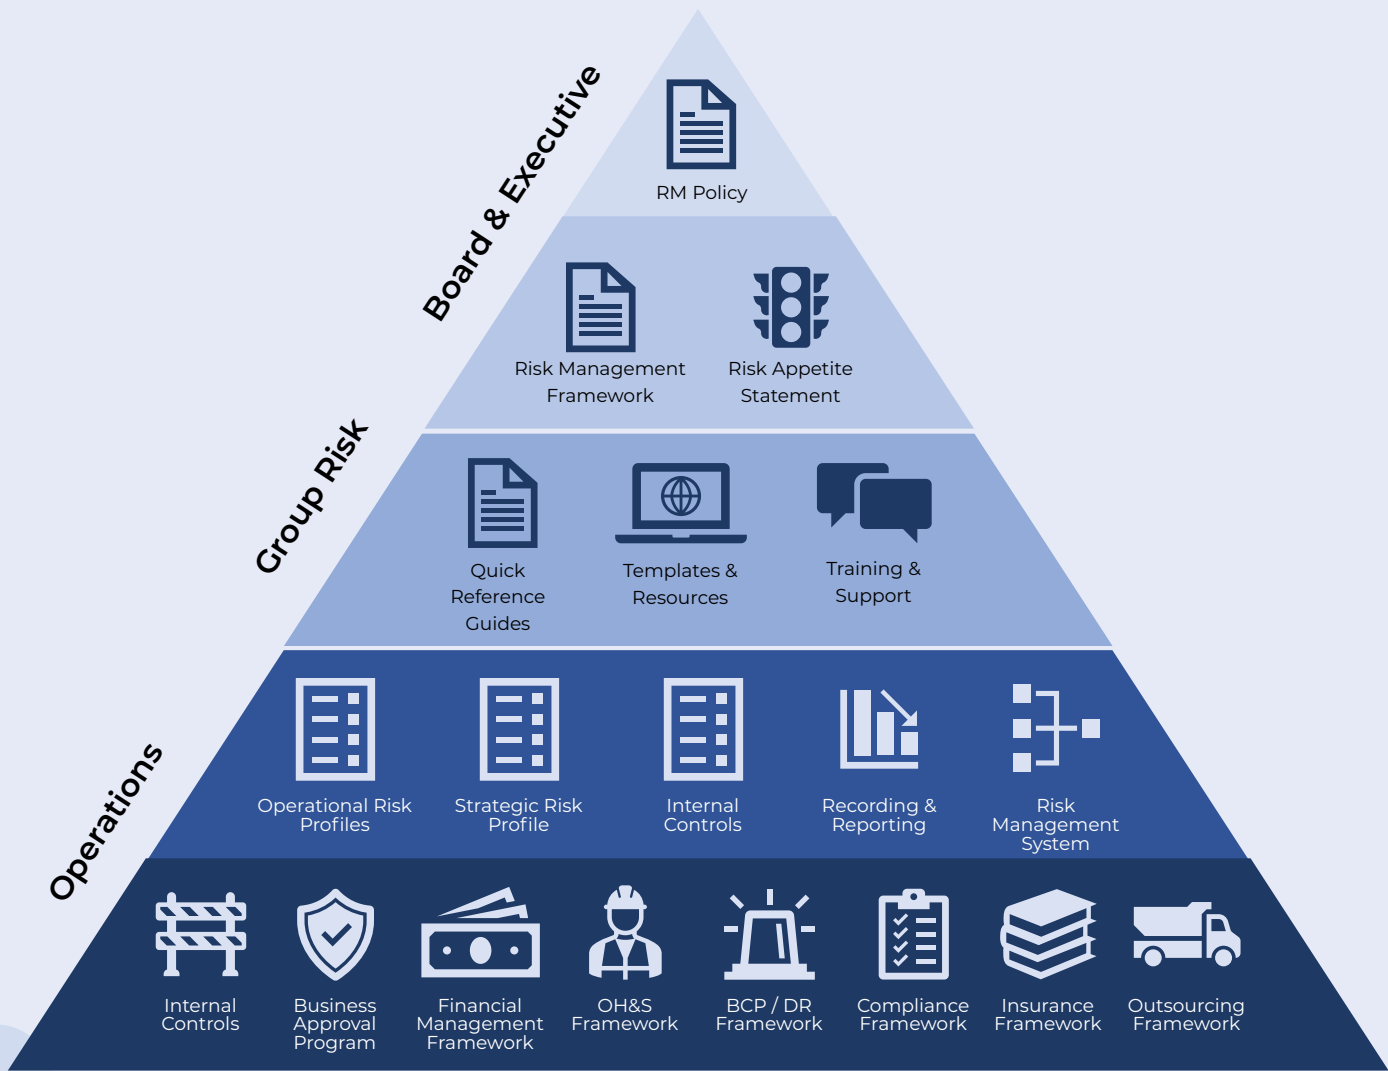 Board & Executive
RM Policy
Risk Management
Framework
Risk Appetite
Statement
Group Risk
Quick
Reference
Guides
Templates &
Resources
Training &
Support
Operations
Operational Risk
Profiles
Strategic Risk
Profile
Internal
Controls
Recording &
Reporting
Risk
Management
System
Internal
Controls
Business
Approval
Program
Financial
Management
Framework
OH&S
Framework
BCP / DR
Framework
Compliance
Framework
Insurance
Framework
Outsourcing
Framework